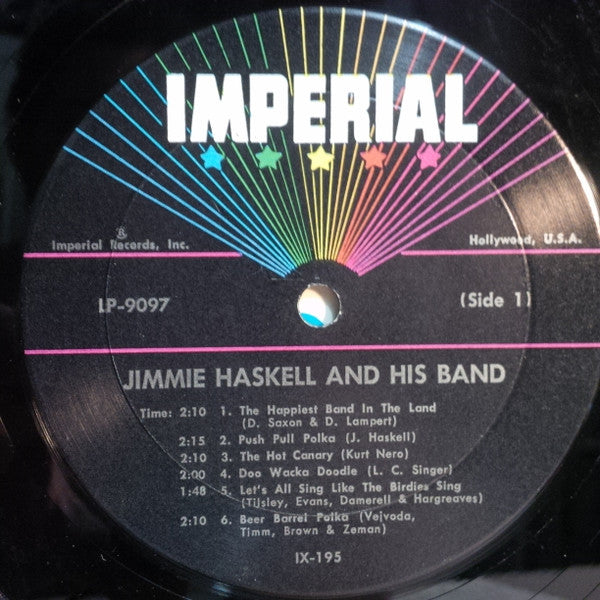 IMPERIAL
Imperial Records, Inc.
Hollywood, U.S.A.
LP-9097
(Side 1)
JIMMIE HASKELL AND HIS BAND
Time: 2:10 1. The Happiest Band In The Land
(D. Saxon & D. Lampert)
2:15 2. Push Pull Polka (J. Haskell)
2:10 3. The Hot Canary (Kurt Nero)
2:00 4. Doo Wacka Doodle (L. C. Singer)
1:48 5. Let's All Sing Like The Birdies Sing
(Tilsley, Evans, Damerell & Hargreaves)
2:10 6. Beer Barrel Polka (Vejvoda,
Timm, Brown & Zeman)
IX-195